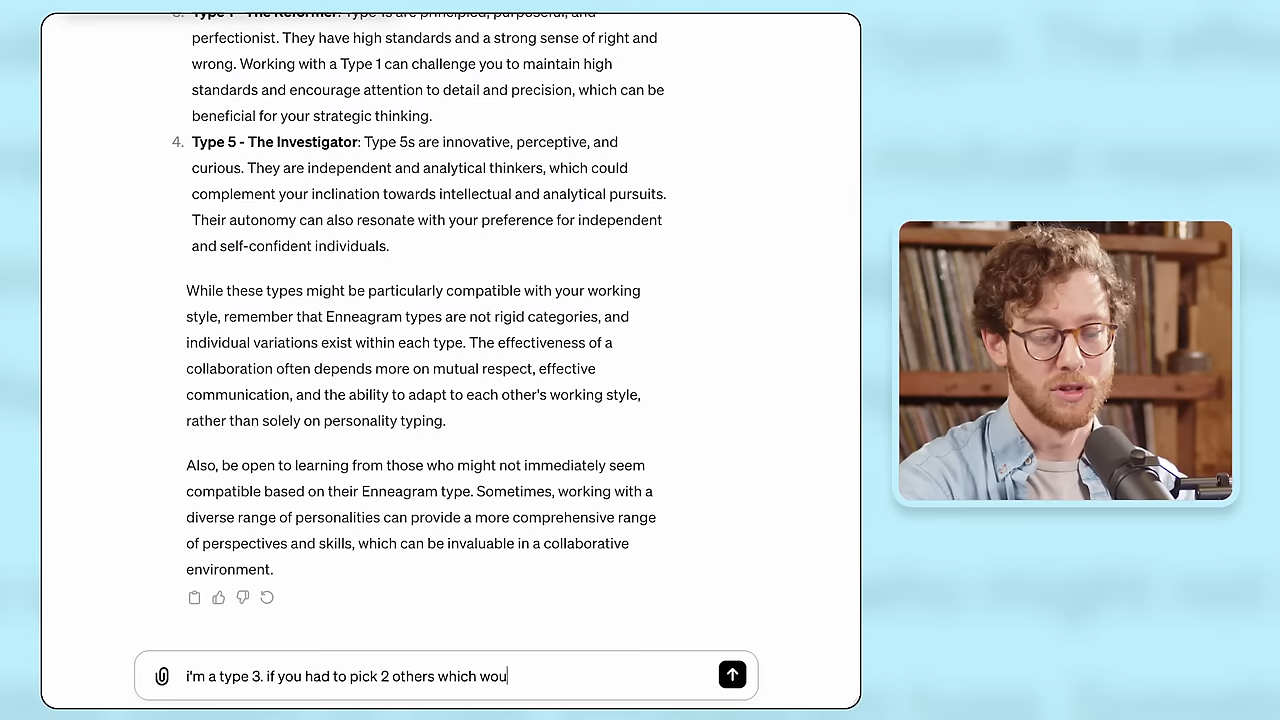 perfectionist. They have high standards and a strong sense of right and
wrong. Working with a Type 1 can challenge you to maintain high
standards and encourage attention to detail and precision, which can be
beneficial for your strategic thinking.
4. Type 5 - The Investigator: Type 5s are innovative, perceptive, and
curious. They are independent and analytical thinkers, which could
complement your inclination towards intellectual and analytical pursuits.
Their autonomy can also resonate with your preference for independent
and self-confident individuals.
While these types might be particularly compatible with your working
style, remember that Enneagram types are not rigid categories, and
individual variations exist within each type. The effectiveness of a
collaboration often depends more on mutual respect, effective
communication, and the ability to adapt to each other's working style,
rather than solely on personality typing.
Also, be open to learning from those who might not immediately seem
compatible based on their Enneagram type. Sometimes, working with a
diverse range of personalities can provide a more comprehensive range
of perspectives and skills, which can be invaluable in a collaborative
environment.
i'm a type 3. if you had to pick 2 others which wou